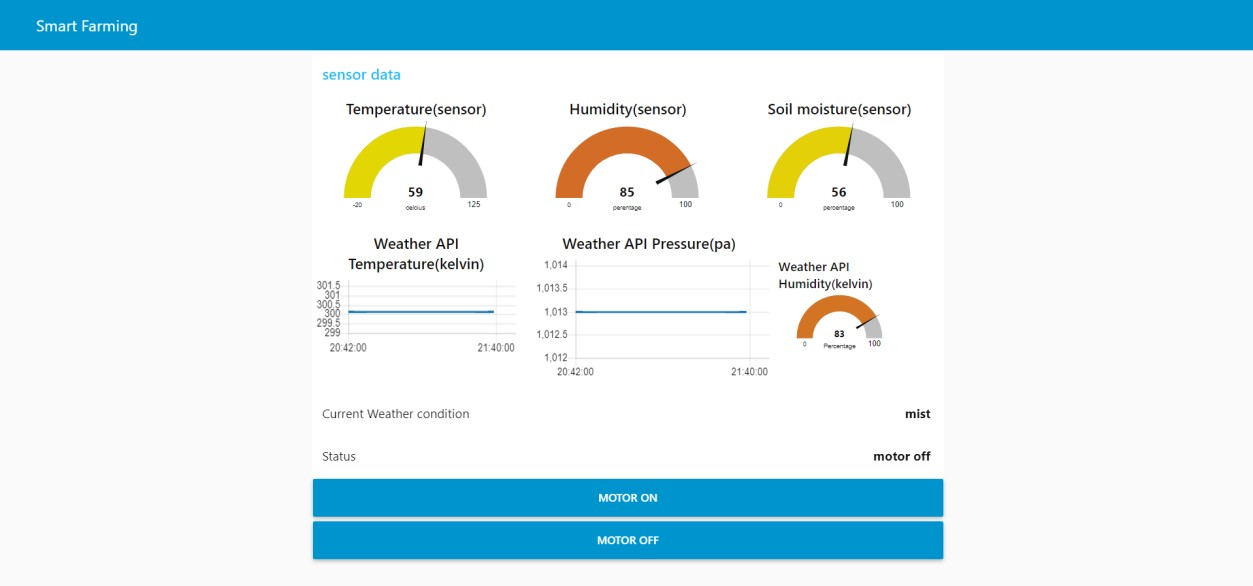 Smart Farming
sensor data
Temperature(sensor)
59
-20 celcius 125
Humidity(sensor)
85
0 parentage 100
Soil moisture(sensor)
56
0 percentage 100
Weather API
Temperature(kelvin)
301.5
301
300.5
300
299.5
299
20:42:00 21:40:00
Weather API Pressure(pa)
1,014
1,013.5
1,013
1,012.5
1,012
20:42:00 21:40:00
Weather API
Humidity(kelvin)
83
0 Percentage 100
Current Weather condition mist
Status motor off
MOTOR ON
MOTOR OFF